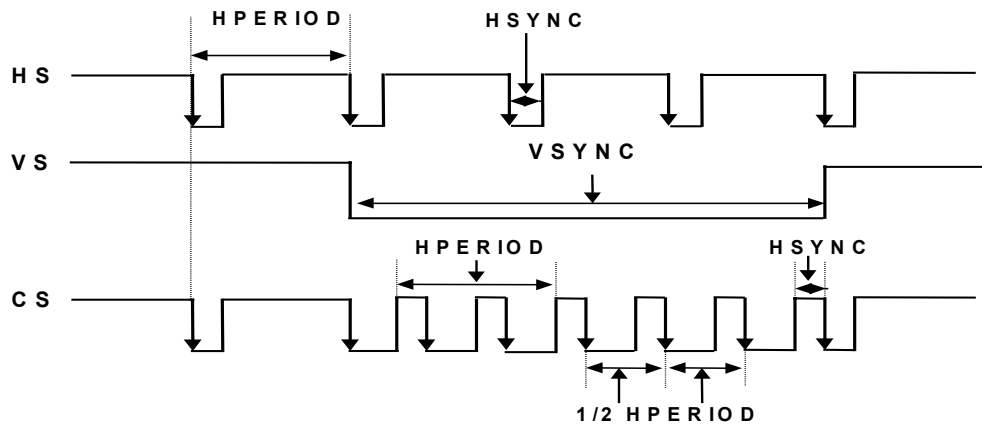 HPERIOD
HSYNC
HS
VS
VSYNC
HPERIOD
HSYNC
CS
1/2 HPERIOD